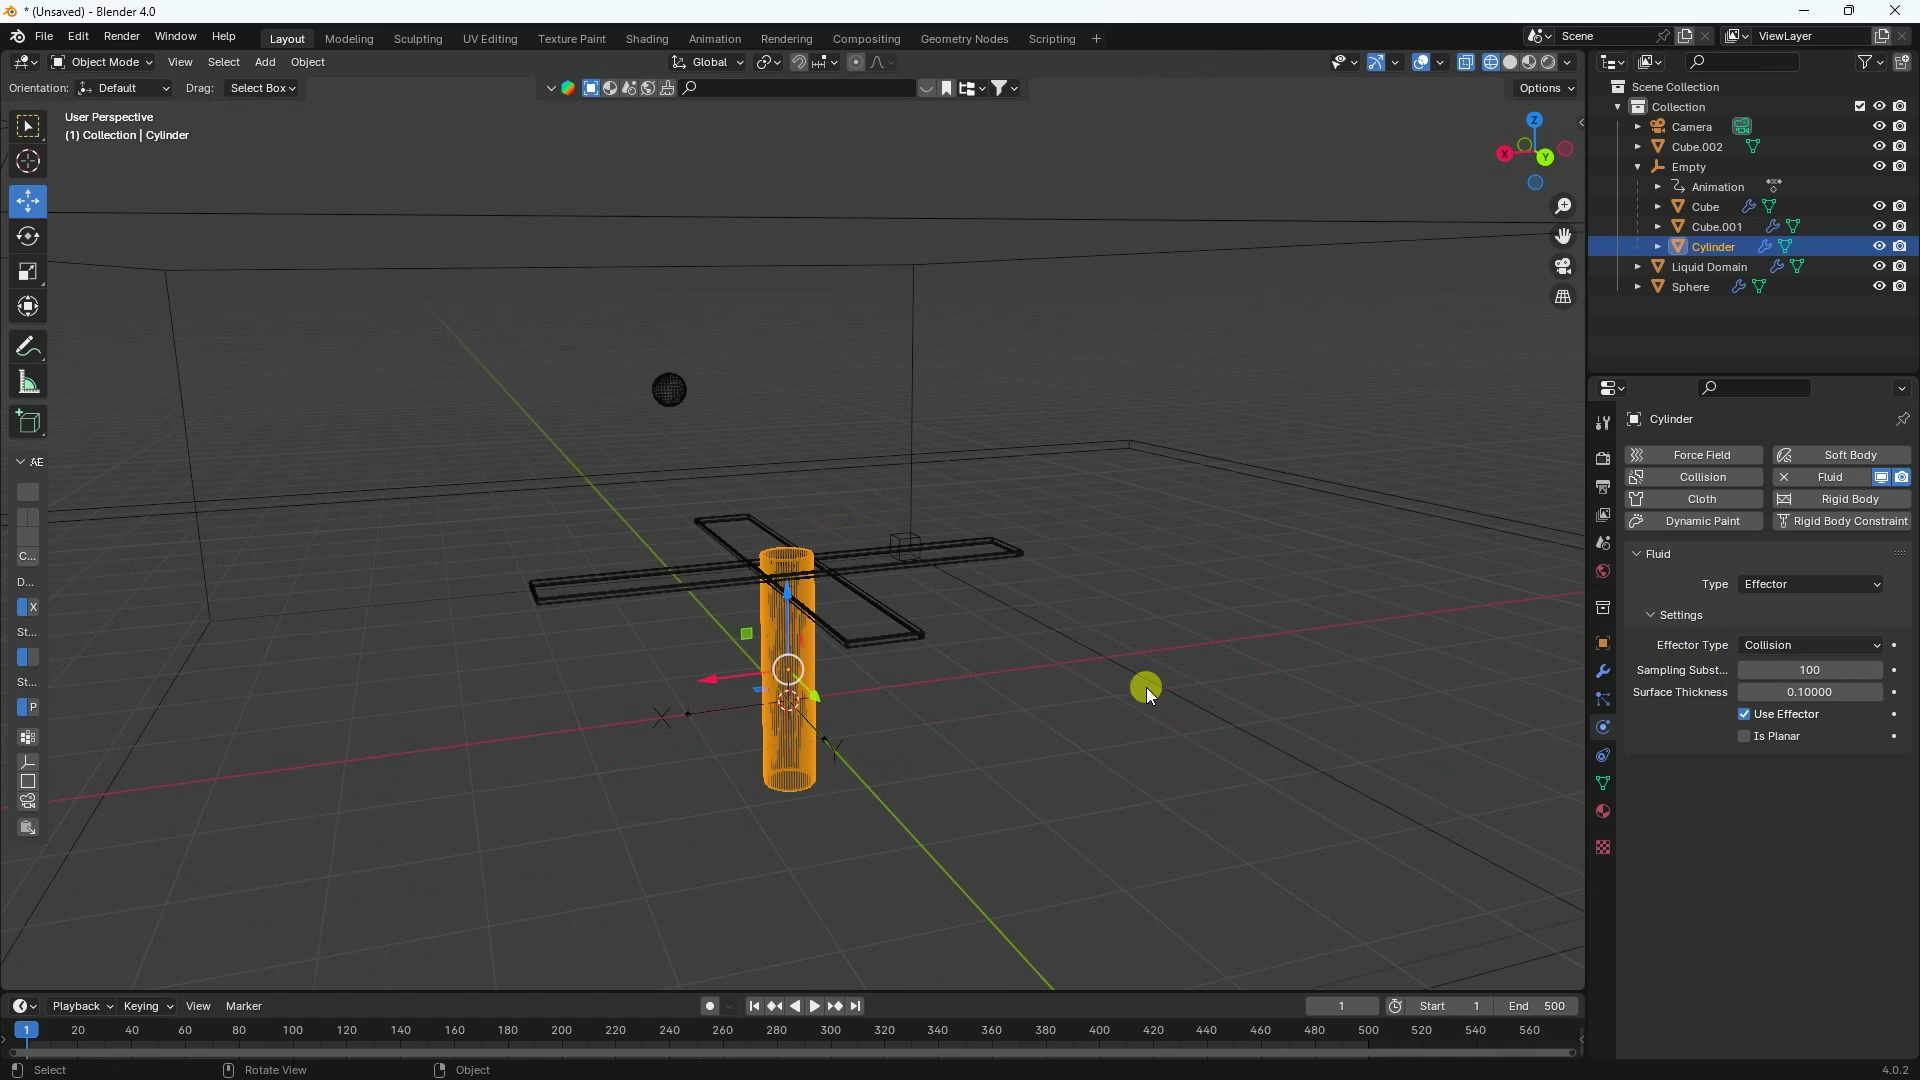 * (Unsaved) - Blender 4.0
File Edit Render Window Help
Layout Modeling Sculpting UV Editing Texture Paint Shading Animation Rendering Compositing Geometry Nodes Scripting +
Scene ViewLayer
Object Mode View Select Add Object Global
Orientation: Default Drag: Select Box Options
User Perspective
(1) Collection | Cylinder
Z
X
Y
AE
C...
D...
X
St...
St...
P
X
Y
Scene Collection
Collection
Camera
Cube.002
Empty
Animation
Cube
Cube.001
Cylinder
Liquid Domain
Sphere
Cylinder
Force Field Soft Body
Collision Fluid
Cloth Rigid Body
Dynamic Paint Rigid Body Constraint
Fluid
Type Effector
Settings
Effector Type Collision
Sampling Subst... 100
Surface Thickness 0.10000
Use Effector
Is Planar
Playback Keying View Marker 1 Start 1 End 500
1 20 40 60 80 100 120 140 160 180 200 220 240 260 280 300 320 340 360 380 400 420 440 460 480 500 520 540 560
Select Rotate View Object 4.0.2